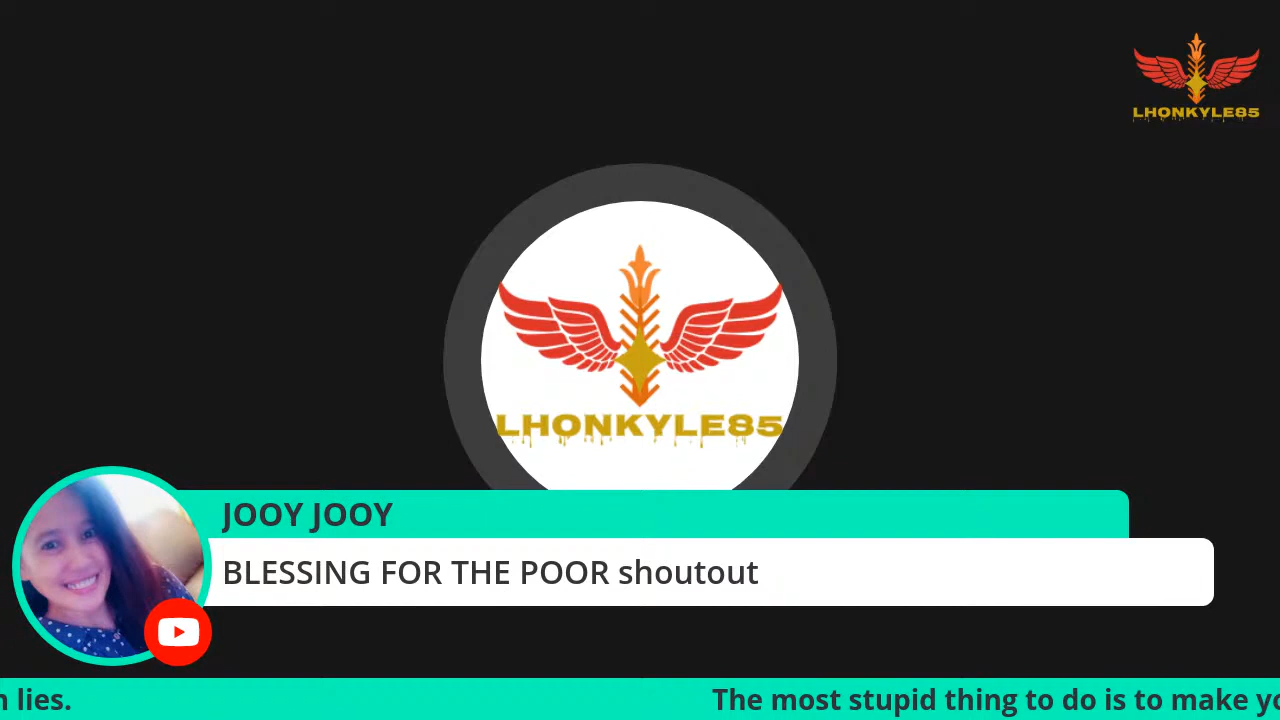 LHONKYLE85
LHONKYLE85
JOOY JOOY
BLESSING FOR THE POOR shoutout
lies.
The most stupid thing to do is to make